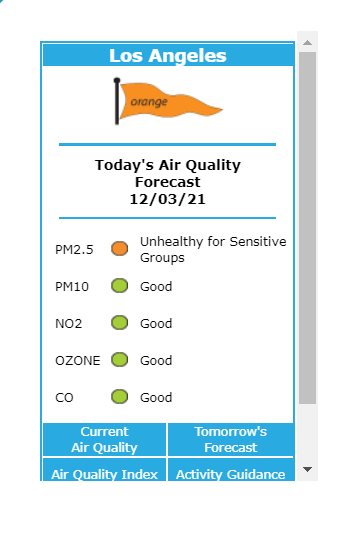 Los Angeles
orange
Today's Air Quality
Forecast
12/03/21
PM2.5 Unhealthy for Sensitive
Groups
PM10 Good
NO2 Good
OZONE Good
CO Good
Current Tomorrow's
Air Quality Forecast
Air Quality Index Activity Guidance